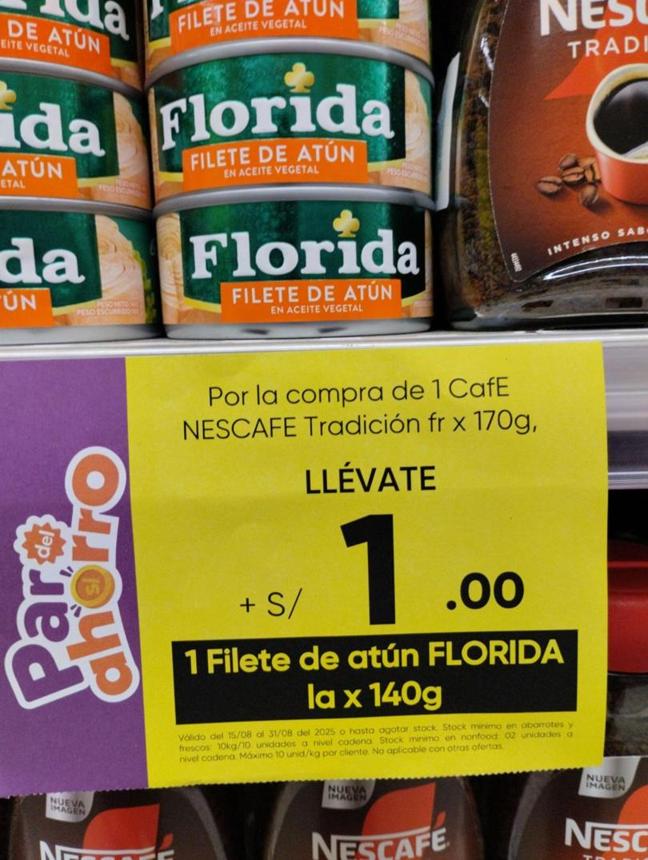 FILETE DE ATÚN
EN ACEITE VEGETAL
DE ATÚN
NES
TRADI
Florida
FILETE DE ATÚN
EN ACEITE VEGETAL
ida
ATÚN
INTENSO SAB
Florida
FILETE DE ATÚN
EN ACEITE VEGETAL
da
ÚN
Por la compra de 1 CafE
NESCAFE Tradición fr x 170g,
LLÉVATE
+ S/ 1.00
1 Filete de atún FLORIDA
la x 140g
Par del ahorro
Válido del 15/08 al 31/08 del 2025 o hasta agotar stock. Stock mínimo en abarrotes y
frescos: 10kg/10 unidades a nivel cadena. Stock mínimo en nonfood: 02 unidades a
nivel cadena. Máximo 10 unid/kg por cliente. No aplicable con otras ofertas.
NUEVA
IMAGEN
NESCAFÉ
NUEVA
IMAGEN
NESCAFÉ
NUEVA
IMAGEN
NESC